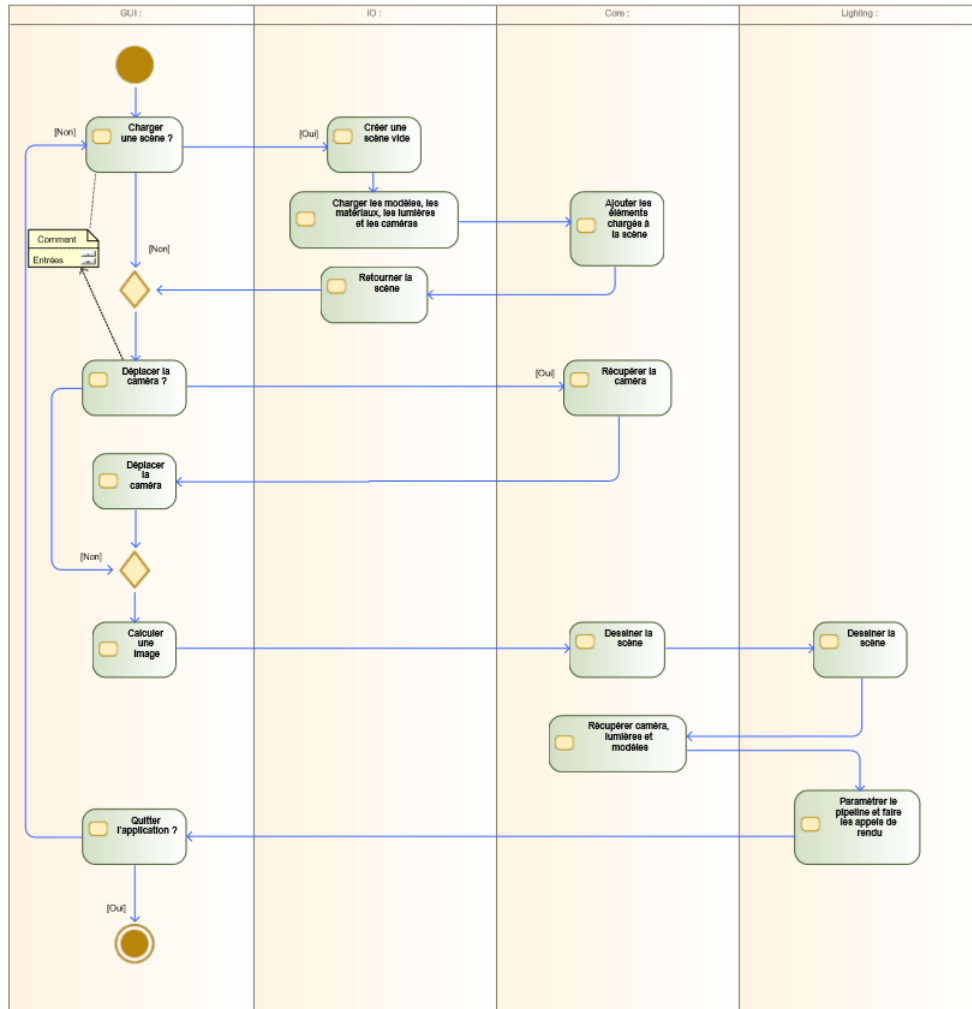 GUI :
IO :
Core :
Lighting :
[Non]
Charger
une scène ?
[Oui]
Créer une
scène vide
Charger les modèles, les
matériaux, les lumières
et les caméras
Ajouter les
éléments
chargés à
la scène
Comment
Entrées
[Non]
Retourner la
scène
Déplacer la
caméra ?
[Oui]
Récupérer la
caméra
Déplacer
la
caméra
[Non]
Calculer
une
image
Dessiner la
scène
Dessiner la
scène
Récupérer caméra,
lumières et
modèles
Quitter
l'application ?
Paramètrer le
pipeline et faire
les appels de
rendu
[Oui]